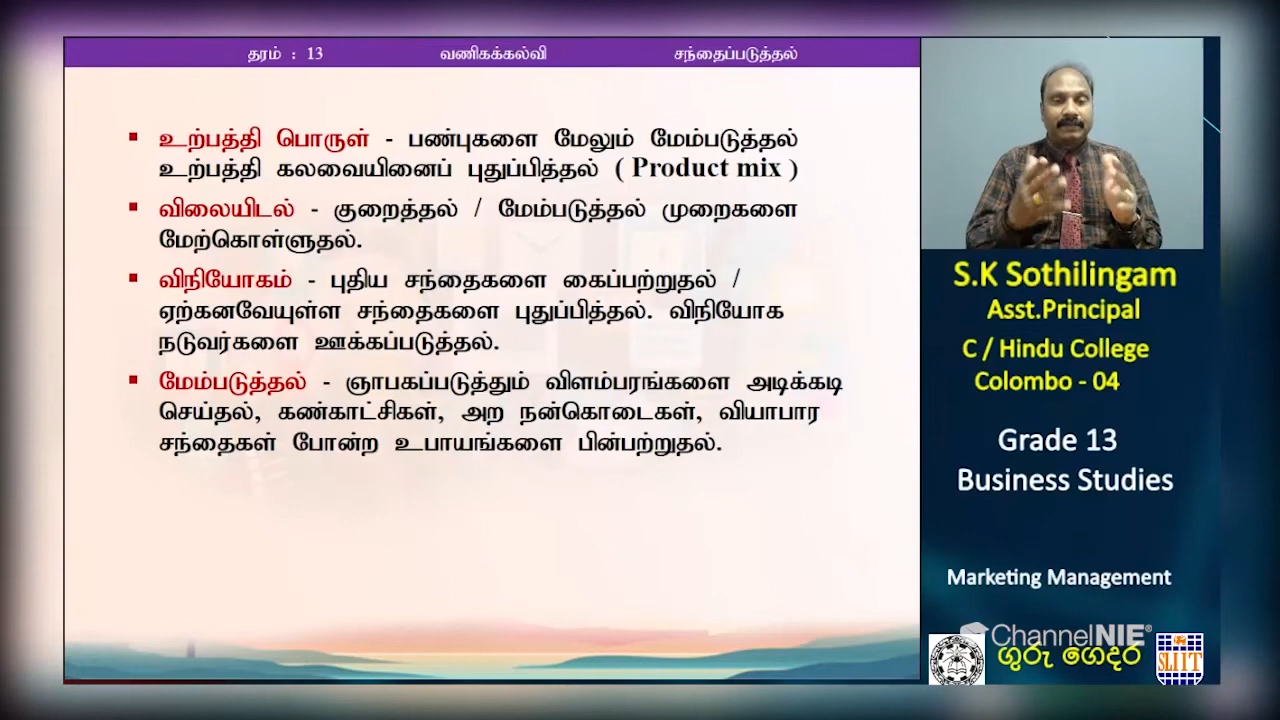 தரம் : 13 வணிகக்கல்வி சந்தைப்படுத்தல்
உற்பத்தி பொருள் - பண்புகளை மேலும் மேம்படுத்தல்
உற்பத்தி கலவையினைப் புதுப்பித்தல் ( Product mix )
விலையிடல் - குறைத்தல் / மேம்படுத்தல் முறைகளை
மேற்கொள்ளுதல்.
விநியோகம் - புதிய சந்தைகளை கைப்பற்றுதல் /
ஏற்கனவேயுள்ள சந்தைகளை புதுப்பித்தல். விநியோக
நடுவர்களை ஊக்கப்படுத்தல்.
மேம்படுத்தல் - ஞாபகப்படுத்தும் விளம்பரங்களை அடிக்கடி
செய்தல், கண்காட்சிகள், அற நன்கொடைகள், வியாபார
சந்தைகள் போன்ற உபாயங்களை பின்பற்றுதல்.
S.K Sothilingam
Asst.Principal
C / Hindu College
Colombo - 04
Grade 13
Business Studies
Marketing Management
ChannelNIE®
ගුරු ගෙදර
SLIIT